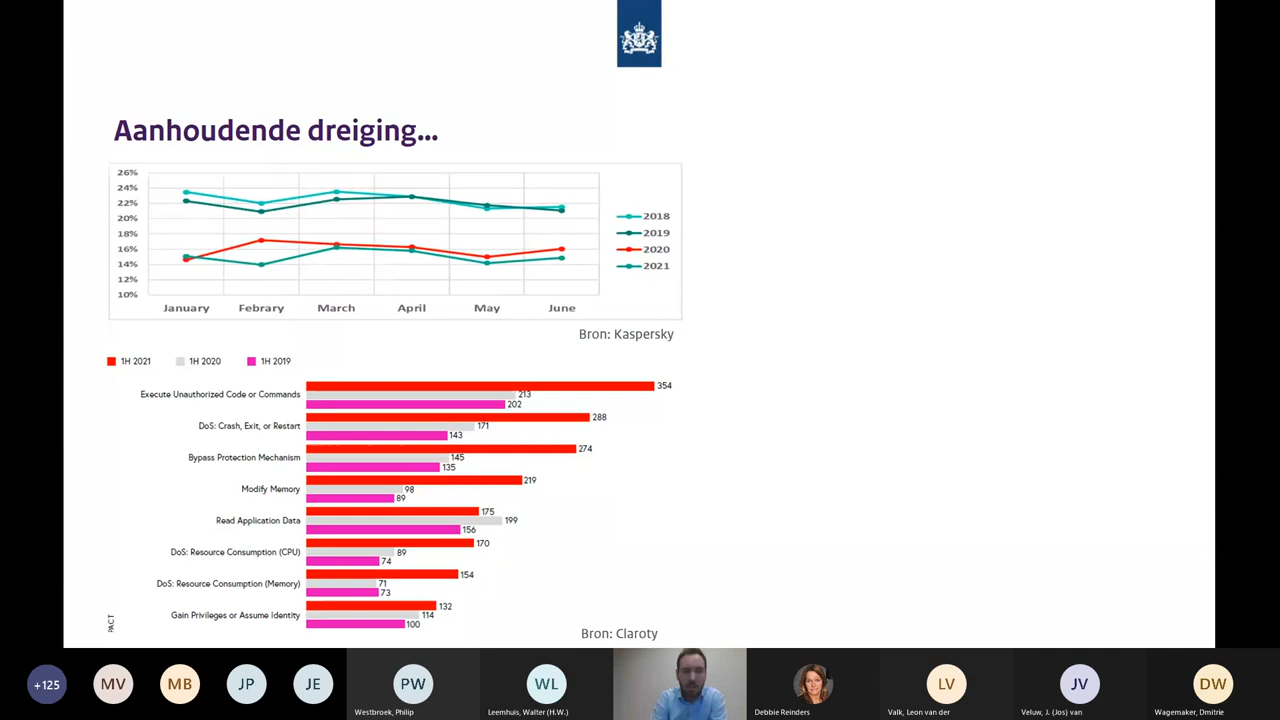 Aanhoudende dreiging...
26%
24%
22%
20%
18%
16%
14%
12%
10%
January Febrary March April May June
2018
2019
2020
2021
Bron: Kaspersky
1H 2021 1H 2020 1H 2019
Execute Unauthorized Code or Commands 354 213 202
DoS: Crash, Exit, or Restart 288 171 143
Bypass Protection Mechanism 274 145 135
Modify Memory 219 98 89
Read Application Data 175 199 156
DoS: Resource Consumption (CPU) 170 89 74
DoS: Resource Consumption (Memory) 154 71 73
Gain Privileges or Assume Identity 132 114 100
PACT
Bron: Claroty
+125 MV MB JP JE PW WL LV JV DW
Westbroek, Philip
Leemhuis, Walter (H.W.)
Debbie Reinders
Valk, Leon van der
Veluw, J. (Jos) van
Wagemaker, Dmitrie